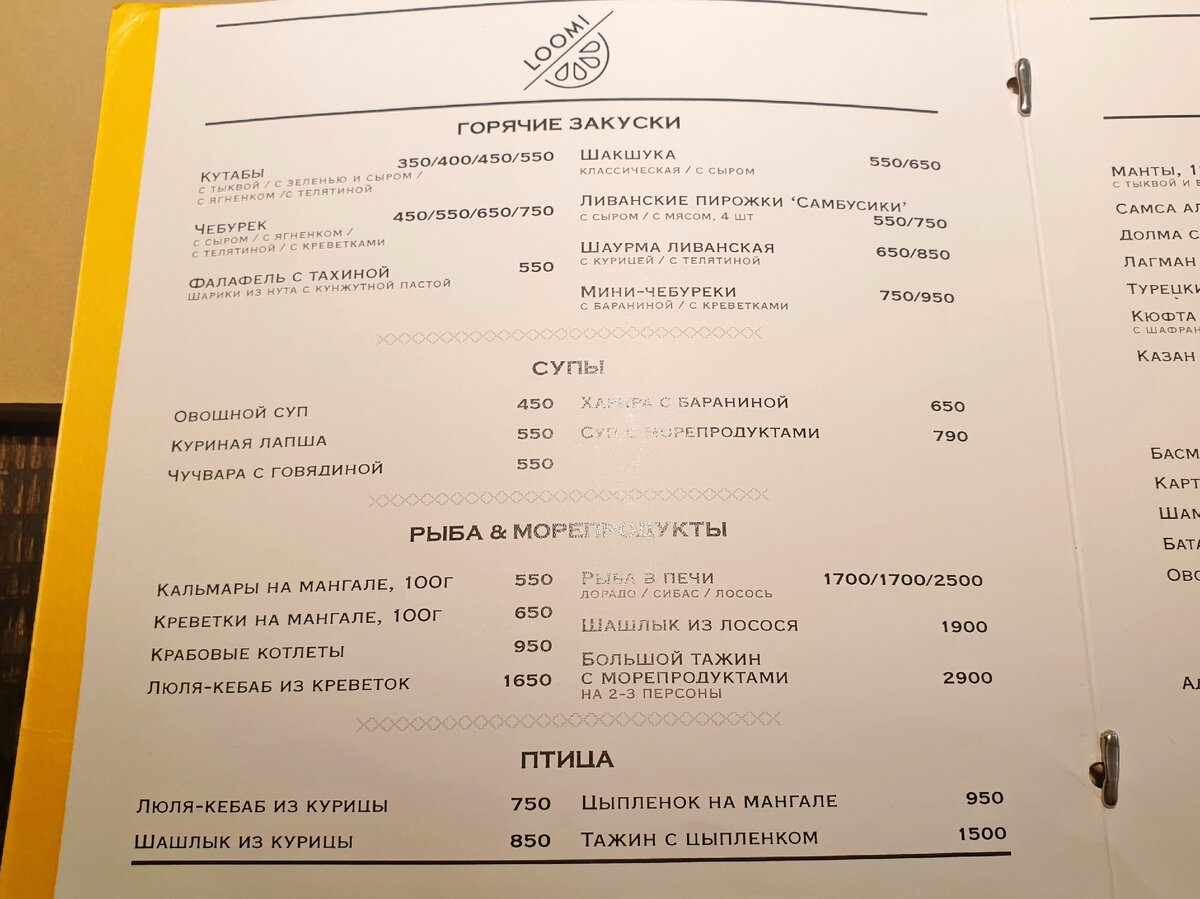 LOOMI
ГОРЯЧИЕ ЗАКУСКИ
КУТАБЫ 350/400/450/550
С ТЫКВОЙ / С ЗЕЛЕНЬЮ И СЫРОМ /
С ЯГНЕНКОМ /С ТЕЛЯТИНОЙ
ЧЕБУРЕК 450/550/650/750
С СЫРОМ / С ЯГНЕНКОМ /
С ТЕЛЯТИНОЙ / С КРЕВЕТКАМИ
ФАЛАФЕЛЬ С ТАХИНОЙ 550
ШАРИКИ ИЗ НУТА С КУНЖУТНОЙ ПАСТОЙ
ШАКШУКА 550/650
КЛАССИЧЕСКАЯ / С СЫРОМ
ЛИВАНСКИЕ ПИРОЖКИ 'САМБУСИКИ'
С СЫРОМ / С МЯСОМ, 4 ШТ 550/750
ШАУРМА ЛИВАНСКАЯ 650/850
С КУРИЦЕЙ / С ТЕЛЯТИНОЙ
МИНИ-ЧЕБУРЕКИ 750/950
С БАРАНИНОЙ / С КРЕВЕТКАМИ
СУПЫ
ОВОЩНОЙ СУП 450
КУРИНАЯ ЛАПША 550
ЧУЧВАРА С ГОВЯДИНОЙ 550
ХАРИРА С БАРАНИНОЙ 650
СУП С МОРЕПРОДУКТАМИ 790
РЫБА & МОРЕПРОДУКТЫ
КАЛЬМАРЫ НА МАНГАЛЕ, 100Г 550
КРЕВЕТКИ НА МАНГАЛЕ, 100Г 650
КРАБОВЫЕ КОТЛЕТЫ 950
ЛЮЛЯ-КЕБАБ ИЗ КРЕВЕТОК 1650
РЫБА В ПЕЧИ 1700/1700/2500
ДОРАДО / СИБАС / ЛОСОСЬ
ШАШЛЫК ИЗ ЛОСОСЯ 1900
БОЛЬШОЙ ТАЖИН
С МОРЕПРОДУКТАМИ 2900
НА 2-3 ПЕРСОНЫ
ПТИЦА
ЛЮЛЯ-КЕБАБ ИЗ КУРИЦЫ 750
ШАШЛЫК ИЗ КУРИЦЫ 850
ЦЫПЛЕНОК НА МАНГАЛЕ 950
ТАЖИН С ЦЫПЛЕНКОМ 1500
МАНТЫ,
С ТЫКВОЙ И
САМСА
ДОЛМА С
ЛАГМАН
КЮФТА
КАЗАН